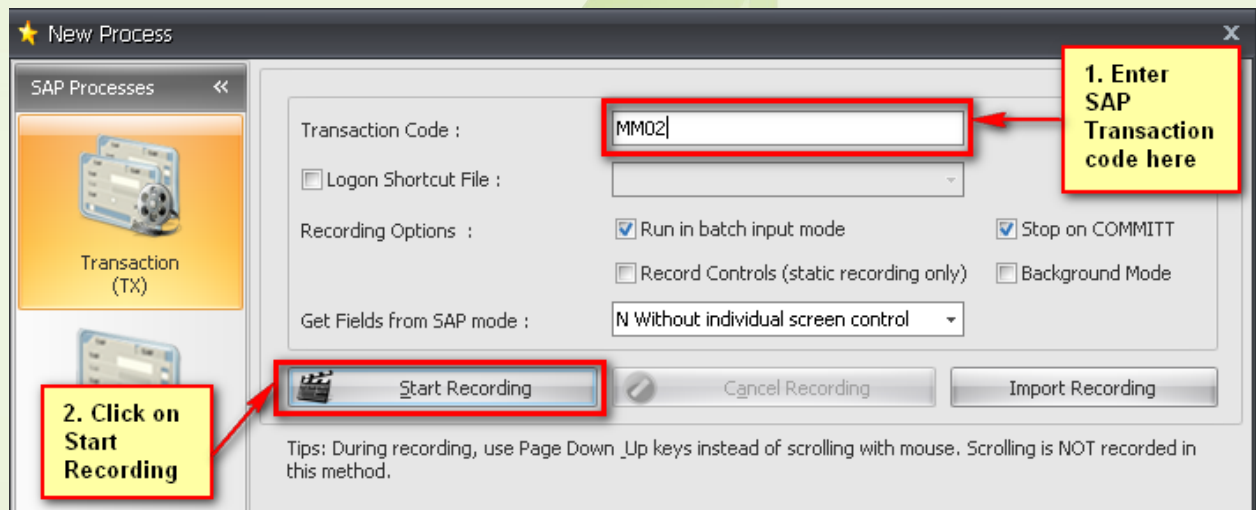 New Process
X
SAP Processes «
Transaction
(TX)
Transaction Code :
MM02
Logon Shortcut File :
Recording Options :
Run in batch input mode
Stop on COMMITT
Record Controls (static recording only)
Background Mode
Get Fields from SAP mode :
N Without individual screen control
Start Recording
Cancel Recording
Import Recording
Tips: During recording, use Page Down _Up keys instead of scrolling with mouse. Scrolling is NOT recorded in
this method.
1. Enter
SAP
Transaction
code here
2. Click on
Start
Recording